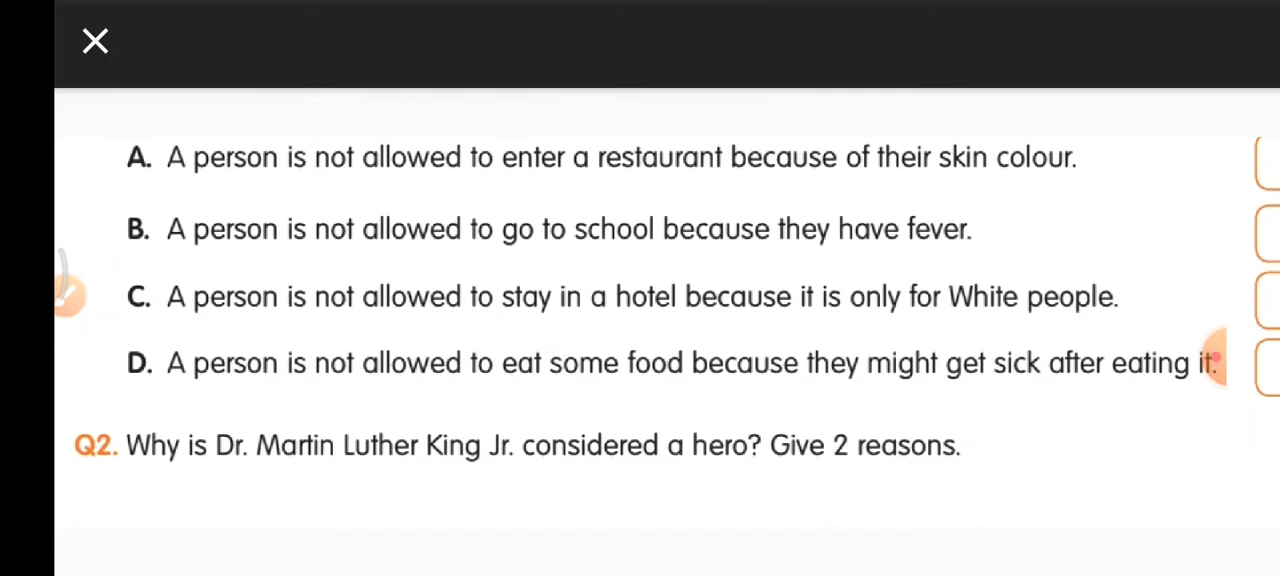 A. A person is not allowed to enter a restaurant because of their skin colour.
B. A person is not allowed to go to school because they have fever.
C. A person is not allowed to stay in a hotel because it is only for White people.
D. A person is not allowed to eat some food because they might get sick after eating it.
Q2. Why is Dr. Martin Luther King Jr. considered a hero? Give 2 reasons.